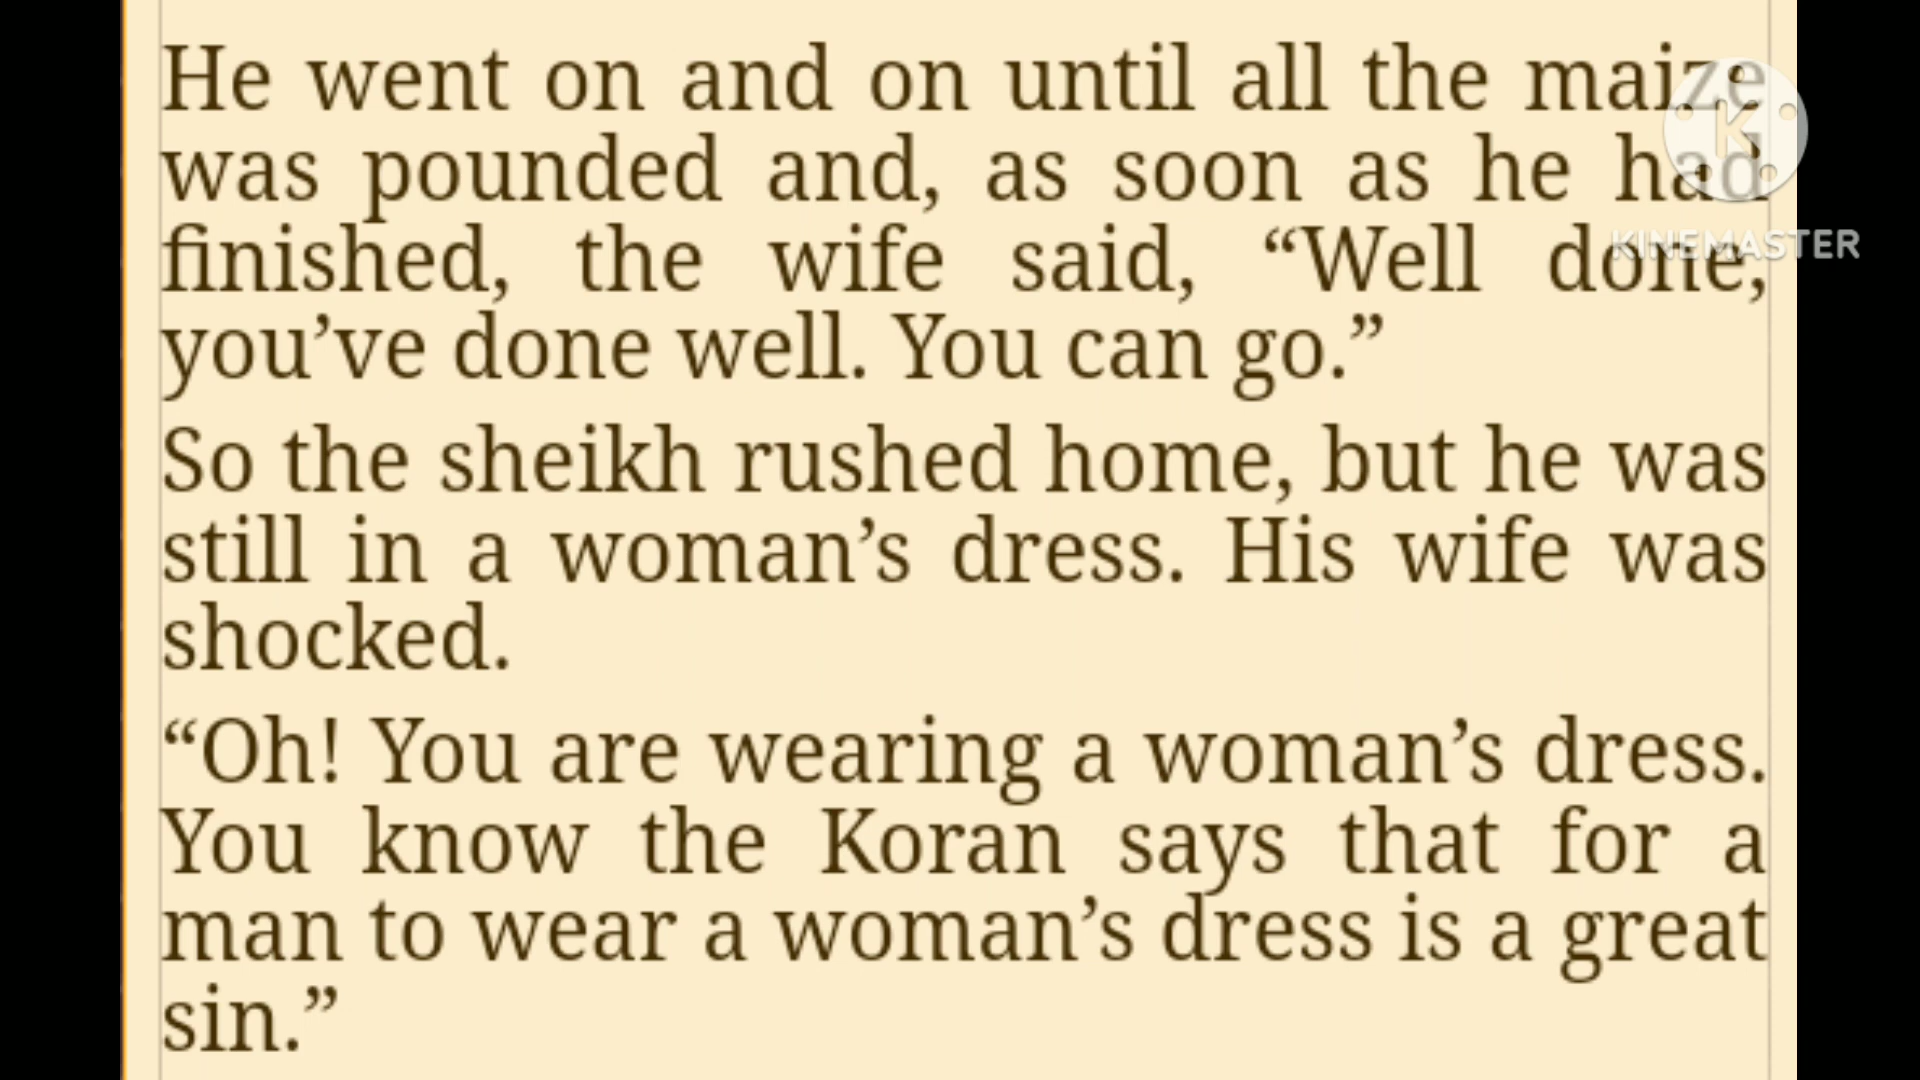 He went on and on until all the maize
was pounded and, as soon as he had
finished, the wife said, “Well done,
you’ve done well. You can go.”
So the sheikh rushed home, but he was
still in a woman’s dress. His wife was
shocked.
“Oh! You are wearing a woman’s dress.
You know the Koran says that for a
man to wear a woman’s dress is a great
sin.”
K
KINEMASTER